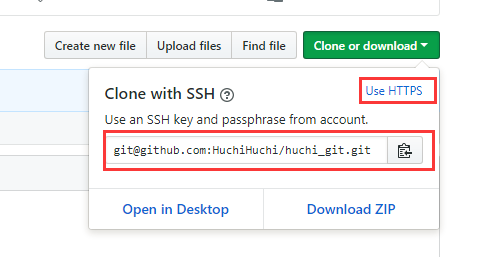 Create new file Upload files Find file Clone or download
Clone with SSH Use HTTPS
Use an SSH key and passphrase from account.
git@github.com:HuchiHuchi/huchi_git.git
Open in Desktop Download ZIP